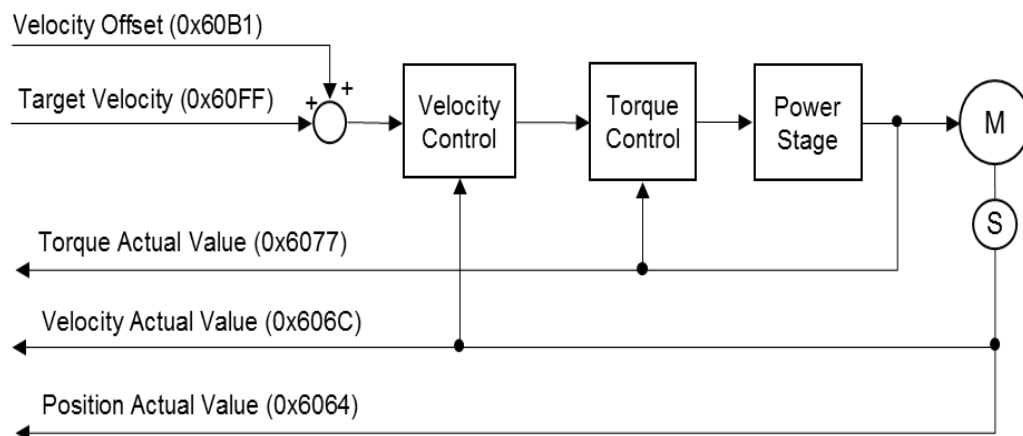 Velocity Offset (0x60B1)
+
Target Velocity (0x60FF)
+
Velocity
Control
Torque
Control
Power
Stage
M
S
Torque Actual Value (0x6077)
Velocity Actual Value (0x606C)
Position Actual Value (0x6064)